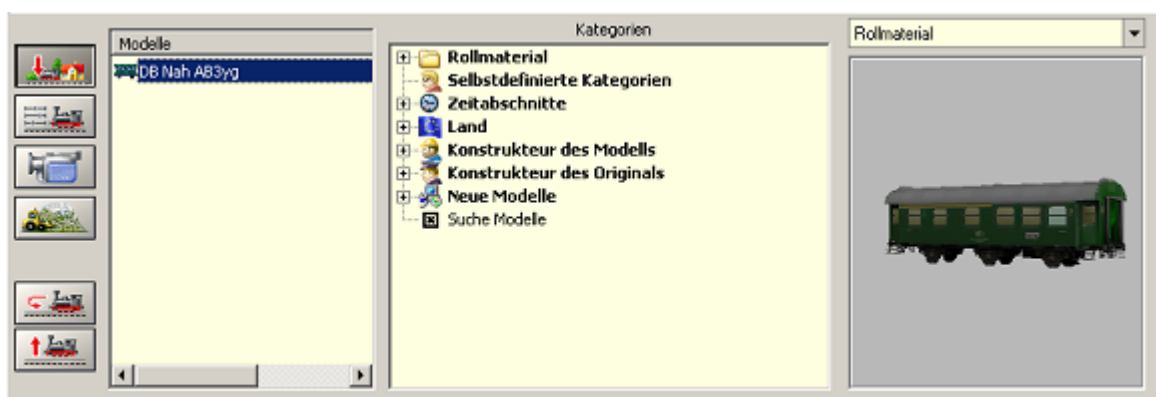 Modelle
DB Nah AB3yg
Kategorien
Rollmaterial
Selbstdefinierte Kategorien
Zeitabschnitte
Land
Konstrukteur des Modells
Konstrukteur des Originals
Neue Modelle
Suche Modelle
Rollmaterial